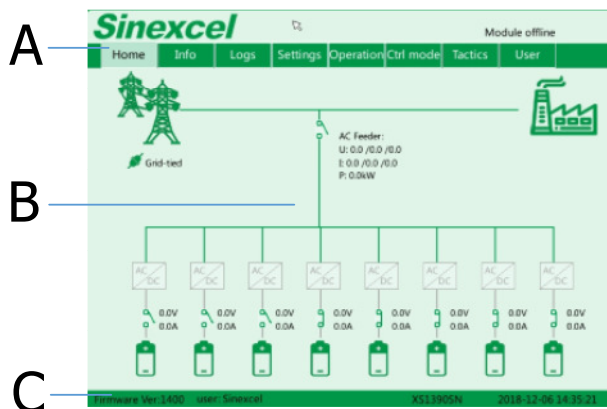 Sinexcel
Module offline
A
Home Info Logs Settings Operation Ctrl mode Tactics User
AC Feeder:
U: 0.0 /0.0 /0.0
I: 0.0 /0.0 /0.0
P: 0.0kW
Grid-tied
B
AC DC AC DC AC DC AC DC AC DC AC DC AC DC AC DC
0.0V 0.0V 0.0V 0.0V 0.0V 0.0V 0.0V 0.0V
0.0A 0.0A 0.0A 0.0A 0.0A 0.0A 0.0A 0.0A
C
Firmware Ver:1400 user: Sinexcel XS1390SN 2018-12-06 14:35:21